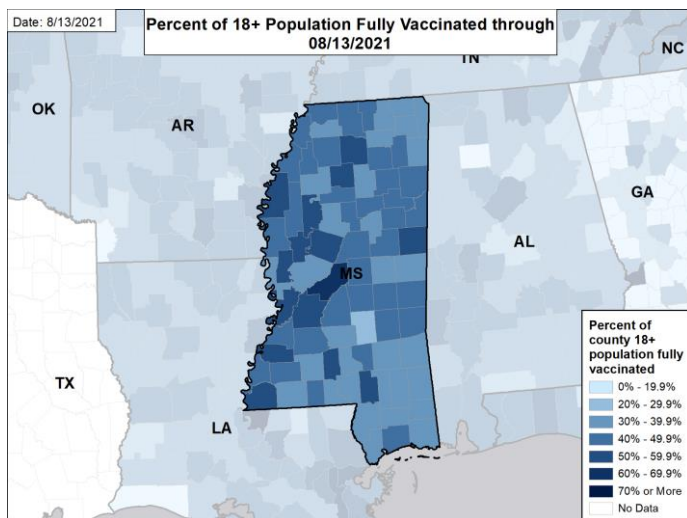 Date: 8/13/2021
Percent of 18+ Population Fully Vaccinated through
08/13/2021
TN
NC
OK
AR
GA
MS
AL
TX
LA
Percent of
county 18+
population fully
vaccinated
0% - 19.9%
20% - 29.9%
30% - 39.9%
40% - 49.9%
50% - 59.9%
60% - 69.9%
70% or More
No Data